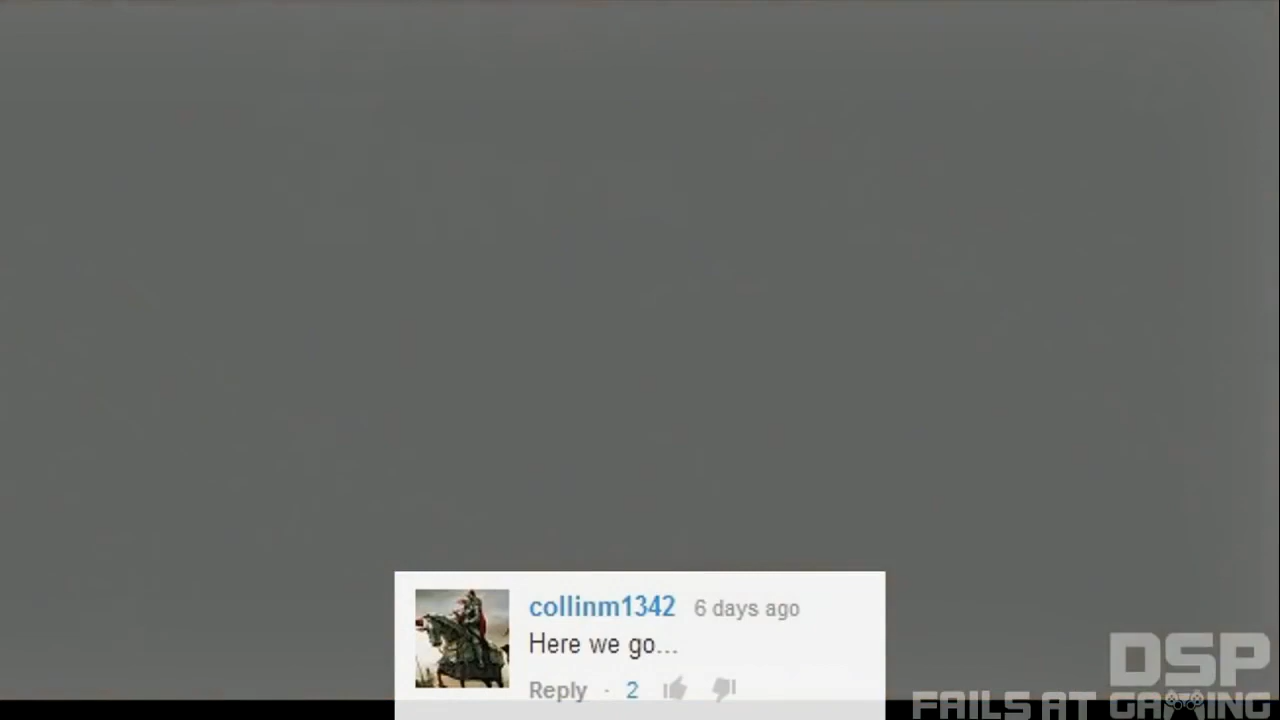 collinm1342 6 days ago
Here we go...
Reply · 2
DSP
FAILS AT GAMING